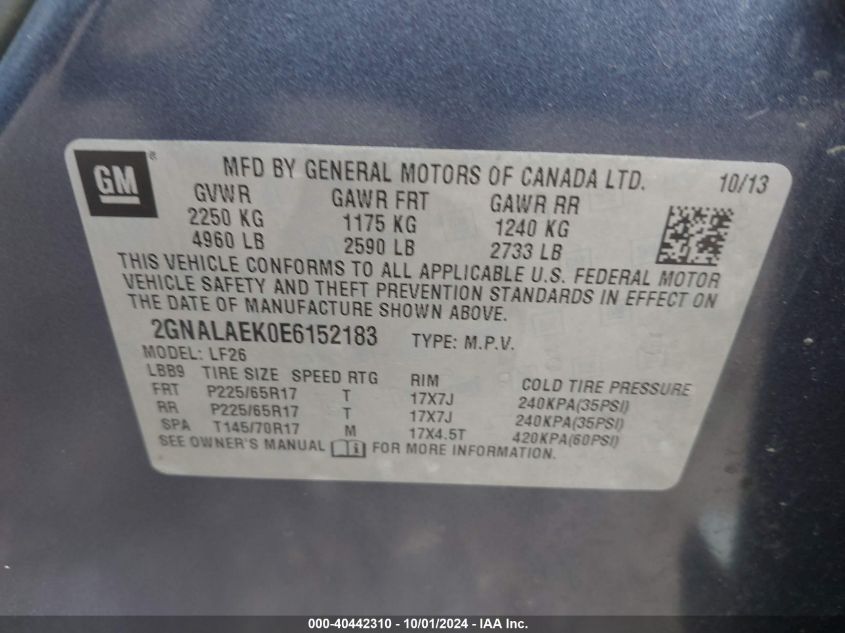 GM ® MFD BY GENERAL MOTORS OF CANADA LTD. 10/13
GVWR GAWR FRT GAWR RR
2250 KG 1175 KG 1240 KG
4960 LB 2590 LB 2733 LB
THIS VEHICLE CONFORMS TO ALL APPLICABLE U.S. FEDERAL MOTOR
VEHICLE SAFETY AND THEFT PREVENTION STANDARDS IN EFFECT ON
THE DATE OF MANUFACTURE SHOWN ABOVE.
2GNALAEK0E6152183 TYPE: M.P.V.
MODEL: LF26
LBB9 TIRE SIZE SPEED RTG RIM COLD TIRE PRESSURE
FRT P225/65R17 T 17X7J 240KPA(35PSI)
RR P225/65R17 T 17X7J 240KPA(35PSI)
SPA T145/70R17 M 17X4.5T 420KPA(60PSI)
SEE OWNER'S MANUAL FOR MORE INFORMATION.
000-40442310 - 10/01/2024 - IAA Inc.